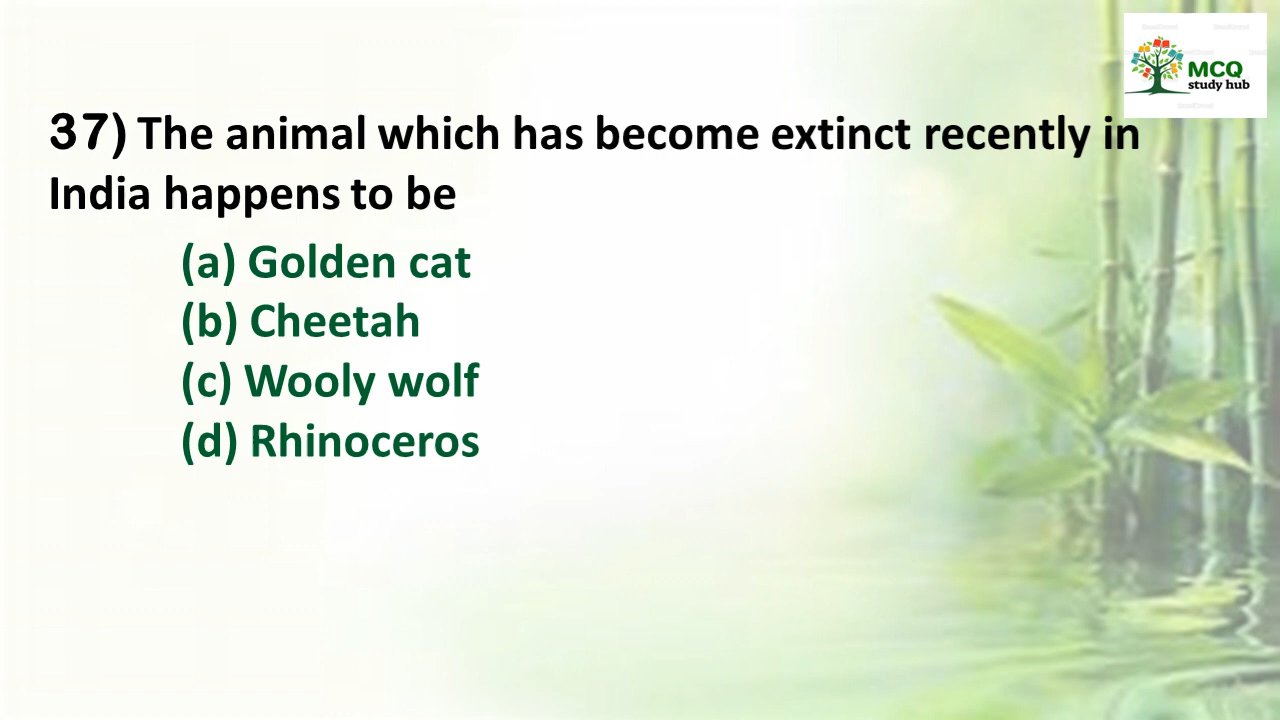 MCQ
study hub
37) The animal which has become extinct recently in
India happens to be
(a) Golden cat
(b) Cheetah
(c) Wooly wolf
(d) Rhinoceros